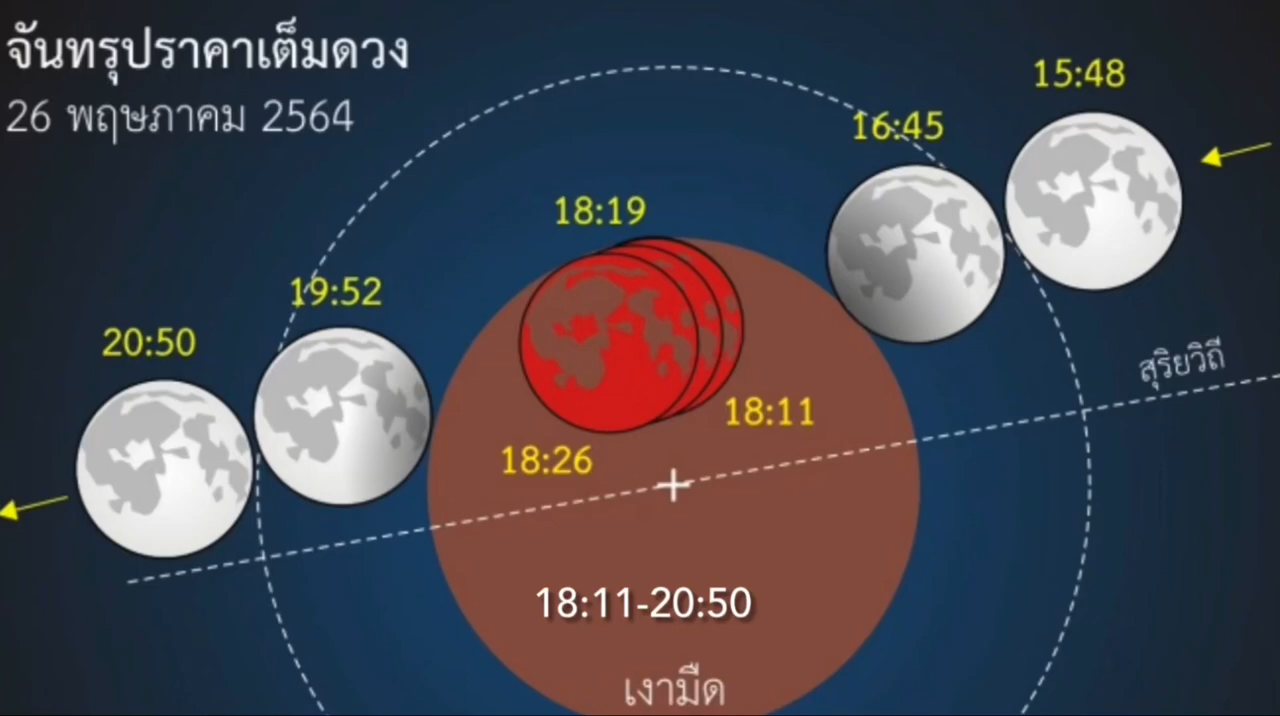 จันทรุปราคาเต็มดวง
26 พฤษภาคม 2564
15:48
16:45
18:19
19:52
20:50
สุริยวิถี
18:11
18:26
18:11-20:50
เงามืด